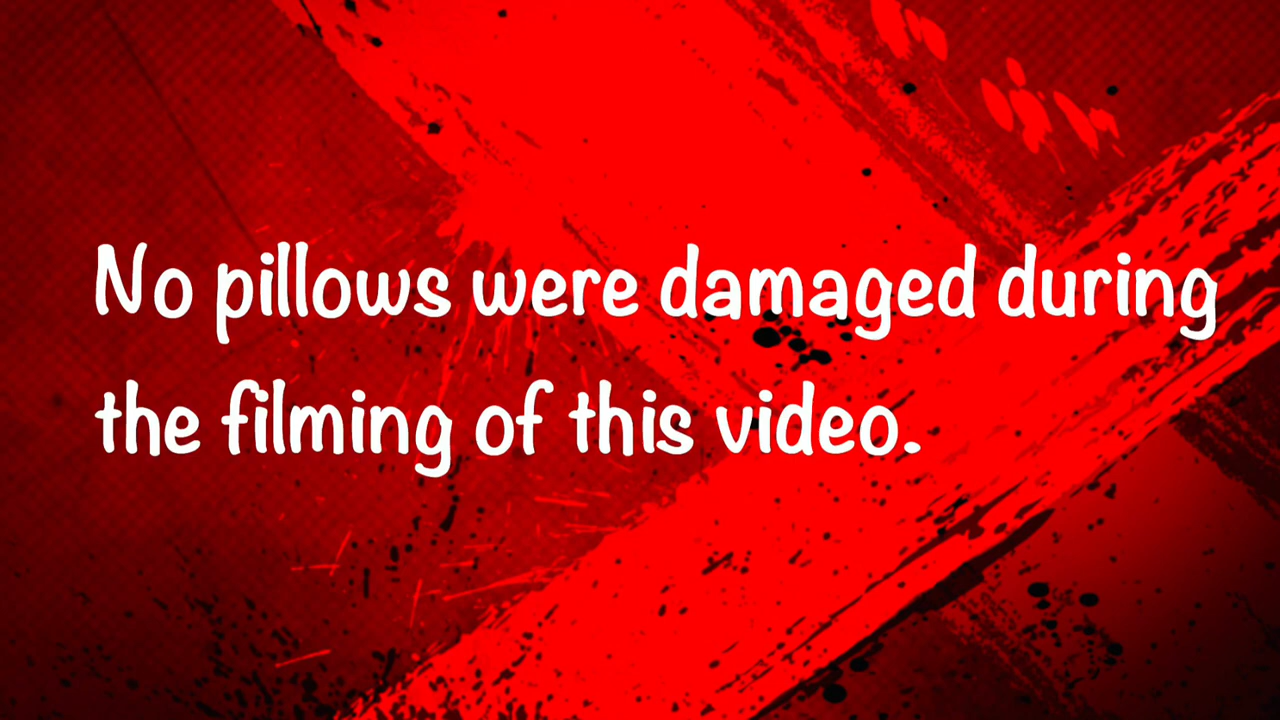 No pillows were damaged during
the filming of this video.